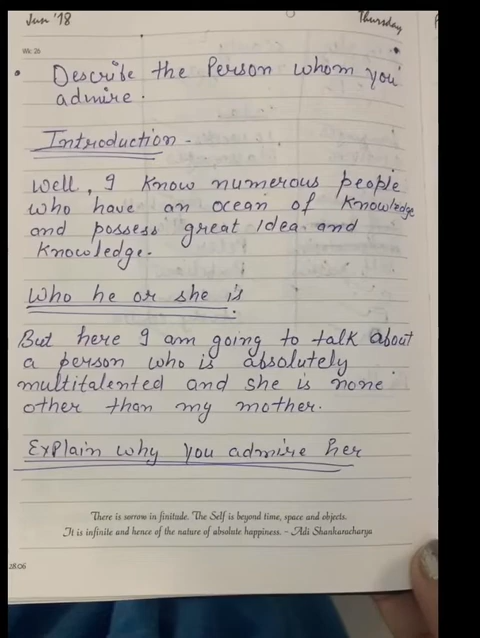 Jun '18
Thursday
Wk 26
Describe the Person whom you
admire.
Introduction -
Well, I know numerous people
who have an ocean of knowledge
and possess great idea and
knowledge.
Who he or she is
But here I am going to talk about
a person who is absolutely
multitalented and she is none
other than my mother.
Explain why you admire her
There is sorrow in finitude. The Self is beyond time, space and objects.
It is infinite and hence of the nature of absolute happiness. - Adi Shankaracharya
28.06